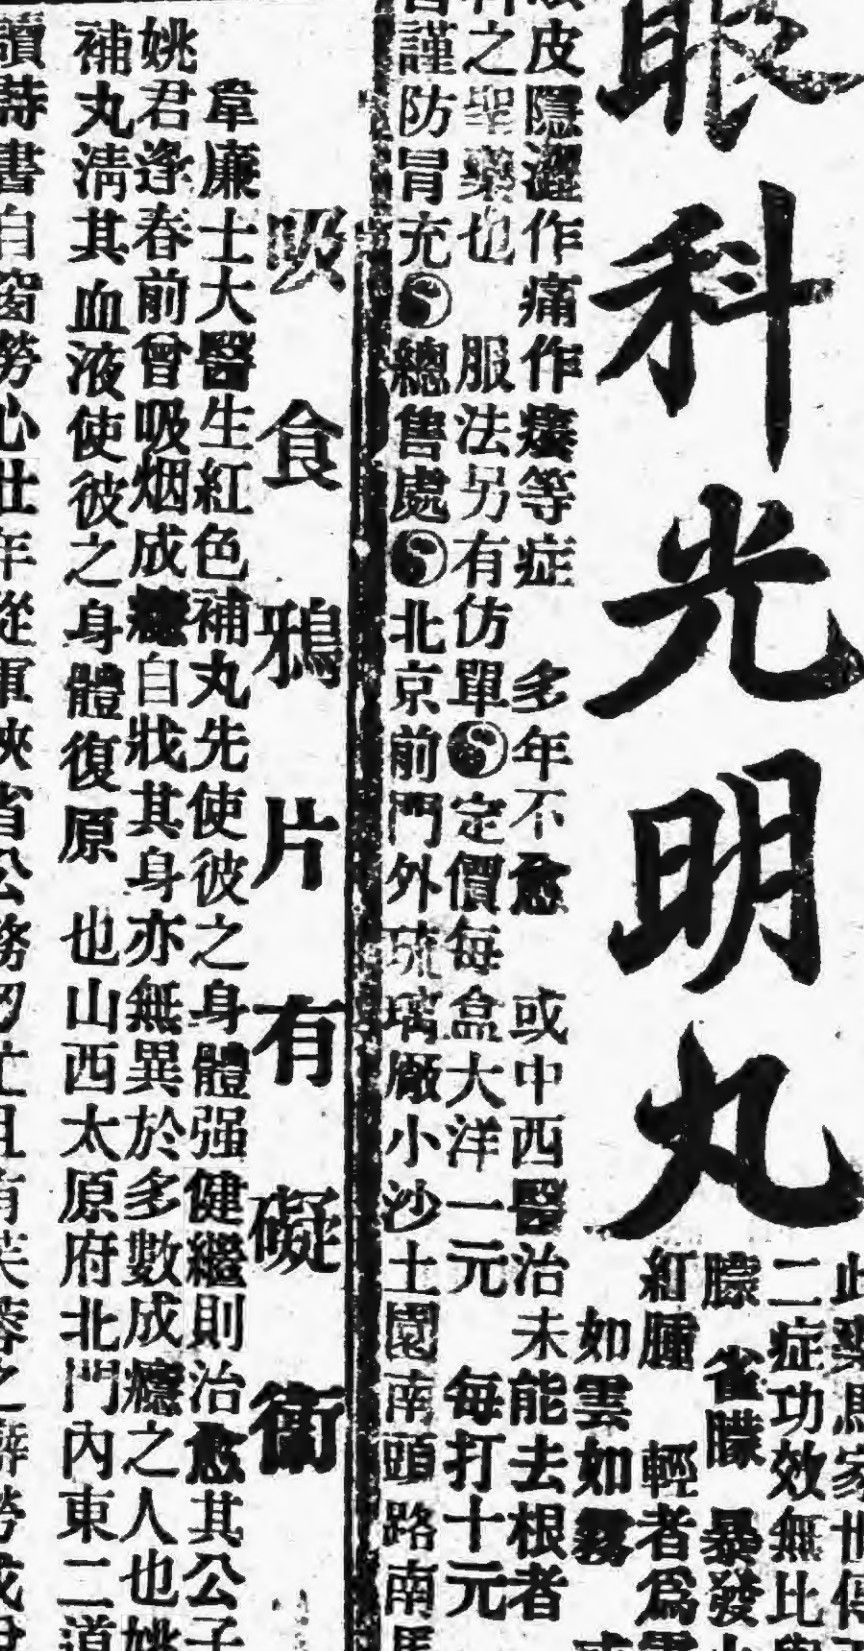 眼科光明丸
二症功效無比
朦 雀矇 暴發
紅腫 輕者爲
如雲如霧
皮隱澀作痛作癢等症 多年不愈 或中西醫治未能去根者
之聖藥也 服法另有仿單 定價每盒大洋一元 每打十元
謹防冒充 總售處 北京前門外琉璃厰小沙土園南頭路南
吸食鴉片有礙衛
韋廉士大醫生紅色補丸先使彼之身體强健繼則治愈其公子
姚君逢春前曾吸烟成癮自戕其身亦無異於多數成癮之人也姚
補丸淸其血液使彼之身體復原 也山西太原府北門內東二道
讀詩書自窗勞心壯年從軍陜省公務